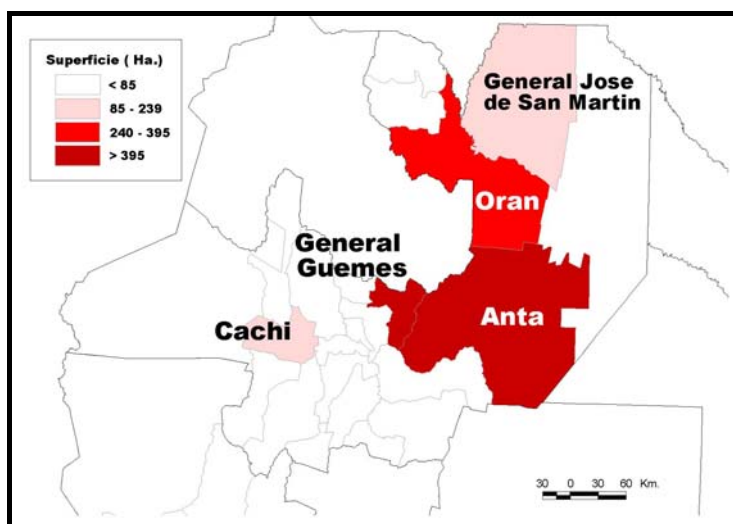 Superficie ( Ha.)
< 85
85 - 239
240 - 395
> 395
General Jose
de San Martin
Oran
General
Guemes
Anta
Cachi
30 0 30 60 Km.